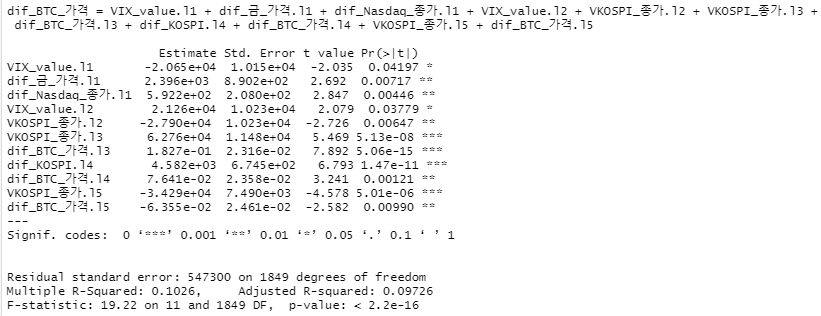 dif_BTC_가격 = VIX_value.l1 + dif_금_가격.l1 + dif_Nasdaq_종가.l1 + VIX_value.l2 + VKOSPI_종가.l2 + VKOSPI_종가.l3 +
dif_BTC_가격.l3 + dif_KOSPI.l4 + dif_BTC_가격.l4 + VKOSPI_종가.l5 + dif_BTC_가격.l5
Estimate Std. Error t value Pr(>|t|)
VIX_value.l1 -2.065e+04 1.015e+04 -2.035 0.04197 *
dif_금_가격.l1 2.396e+03 8.902e+02 2.692 0.00717 **
dif_Nasdaq_종가.l1 5.922e+02 2.080e+02 2.847 0.00446 **
VIX_value.l2 2.126e+04 1.023e+04 2.079 0.03779 *
VKOSPI_종가.l2 -2.790e+04 1.023e+04 -2.726 0.00647 **
VKOSPI_종가.l3 6.276e+04 1.148e+04 5.469 5.13e-08 ***
dif_BTC_가격.l3 1.827e-01 2.316e-02 7.892 5.06e-15 ***
dif_KOSPI.l4 4.582e+03 6.745e+02 6.793 1.47e-11 ***
dif_BTC_가격.l4 7.641e-02 2.358e-02 3.241 0.00121 **
VKOSPI_종가.l5 -3.429e+04 7.490e+03 -4.578 5.01e-06 ***
dif_BTC_가격.l5 -6.355e-02 2.461e-02 -2.582 0.00990 **
---
Signif. codes: 0 ‘***’ 0.001 ‘**’ 0.01 ‘*’ 0.05 ‘.’ 0.1 ‘ ’ 1
Residual standard error: 547300 on 1849 degrees of freedom
Multiple R-Squared: 0.1026, Adjusted R-squared: 0.09726
F-statistic: 19.22 on 11 and 1849 DF, p-value: < 2.2e-16